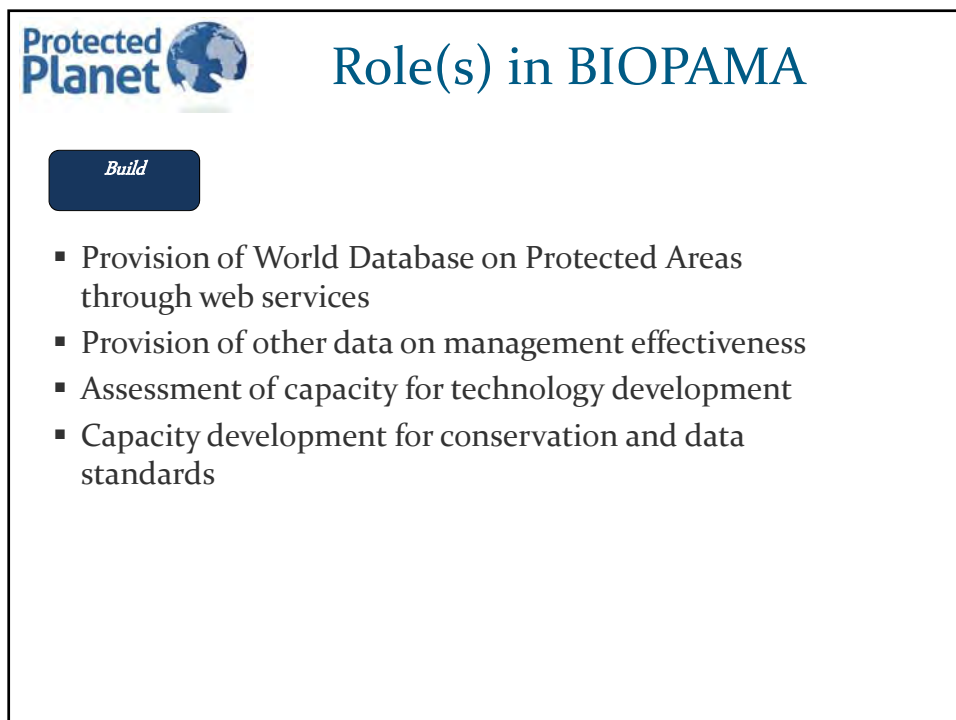 Protected
Planet
Role(s) in BIOPAMA
Build
▪ Provision of World Database on Protected Areas
through web services
▪ Provision of other data on management effectiveness
▪ Assessment of capacity for technology development
▪ Capacity development for conservation and data
standards